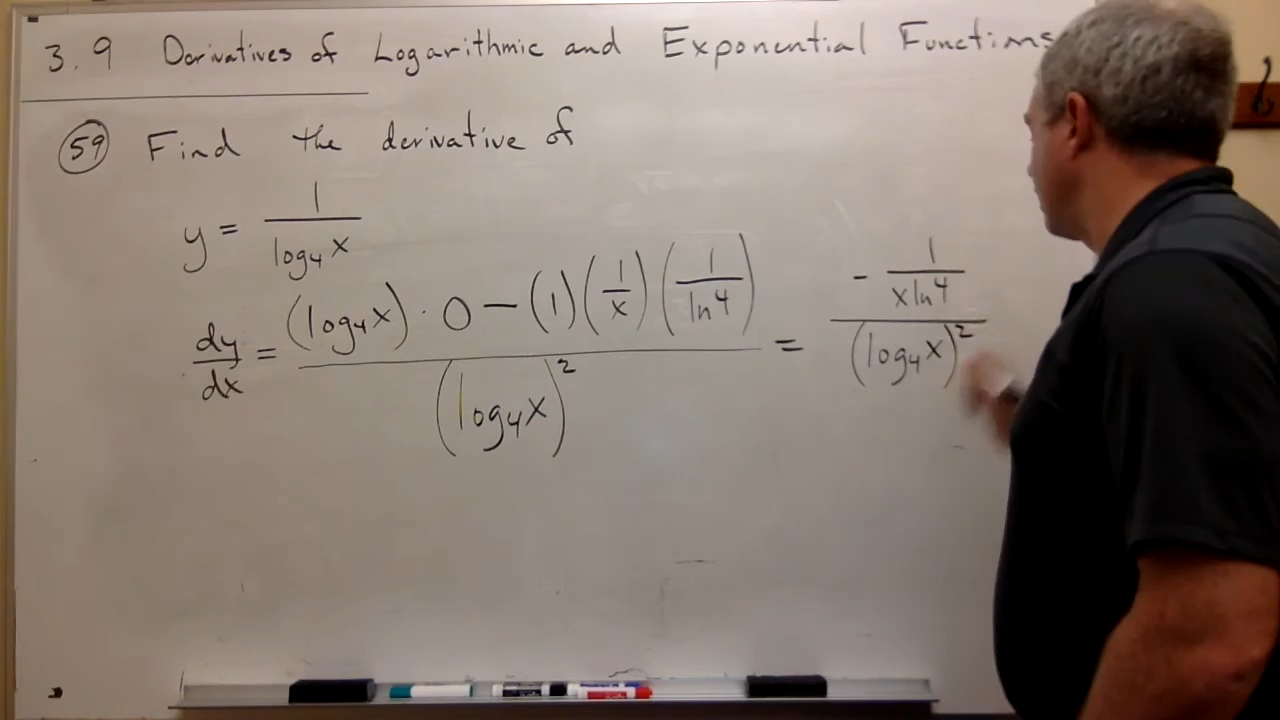 3.9 Derivatives of Logarithmic and Exponential Functions
59 Find the derivative of
y = 1 / log₄x
dy/dx = ((log₄x) · 0 − (1)(1/x)(1/ln4)) / (log₄x)² = (− 1/(x ln4)) / (log₄x)²